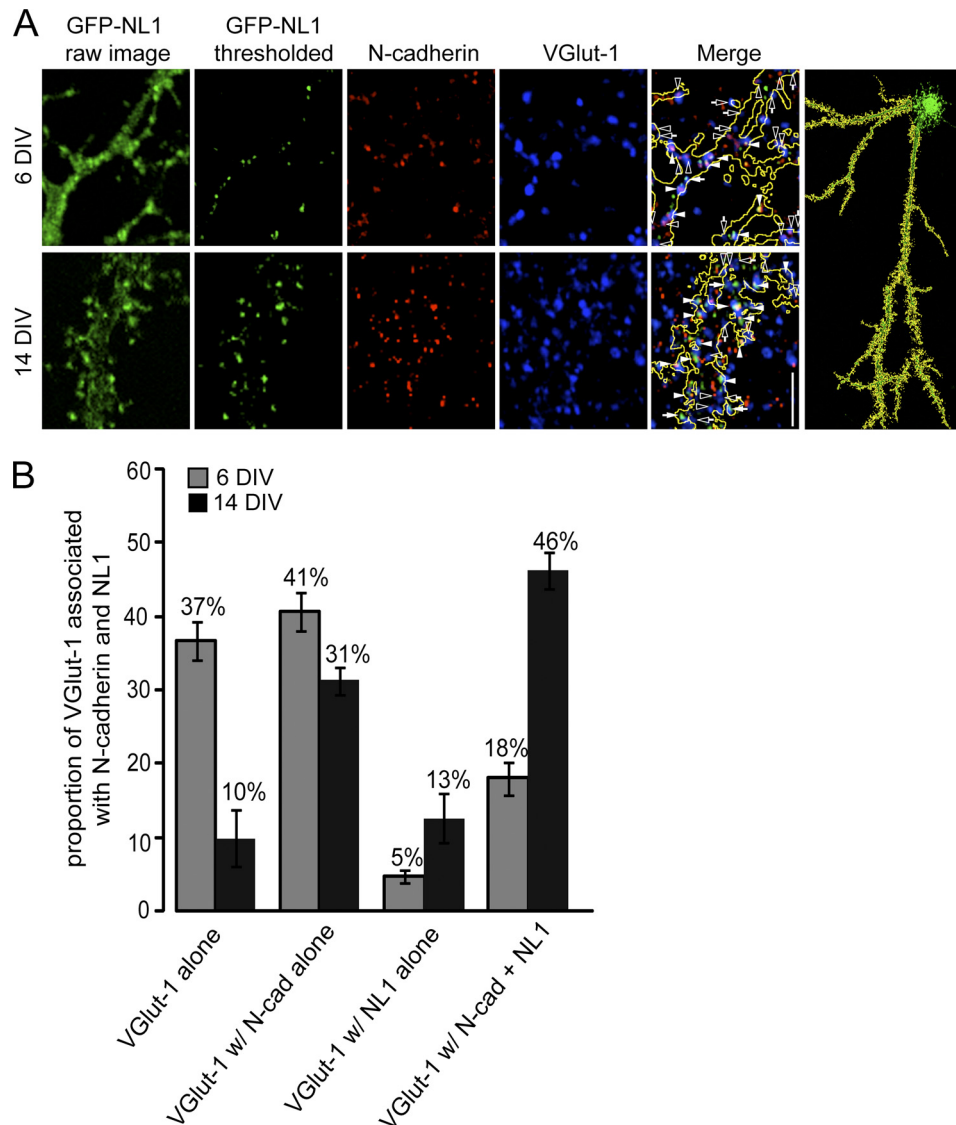 A
GFP-NL1
raw image
GFP-NL1
thresholded
N-cadherin
VGlut-1
Merge
6 DIV
14 DIV
B
proportion of VGlut-1 associated
with N-cadherin and NL1
60
50
40
30
20
10
0
6 DIV
14 DIV
37%
10%
41%
31%
5%
13%
18%
46%
VGlut-1 alone
VGlut-1 w/ N-cad alone
VGlut-1 w/ NL1 alone
VGlut-1 w/ N-cad + NL1